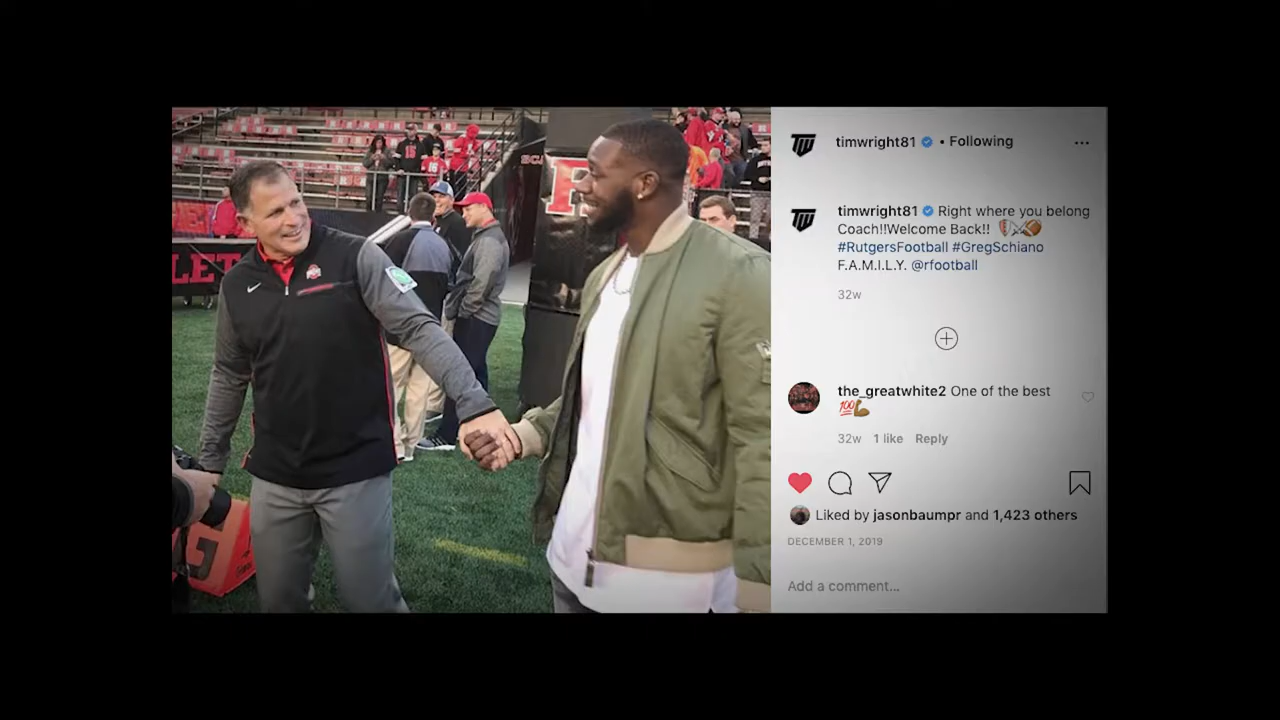 timwright81 • Following
timwright81 Right where you belong
Coach!!Welcome Back!!
#RutgersFootball #GregSchiano
F.A.M.I.L.Y. @rfootball
32w
the_greatwhite2 One of the best
💯💪🏾
32w 1 like Reply
Liked by jasonbaumpr and 1,423 others
DECEMBER 1, 2019
Add a comment...
LET
R
G